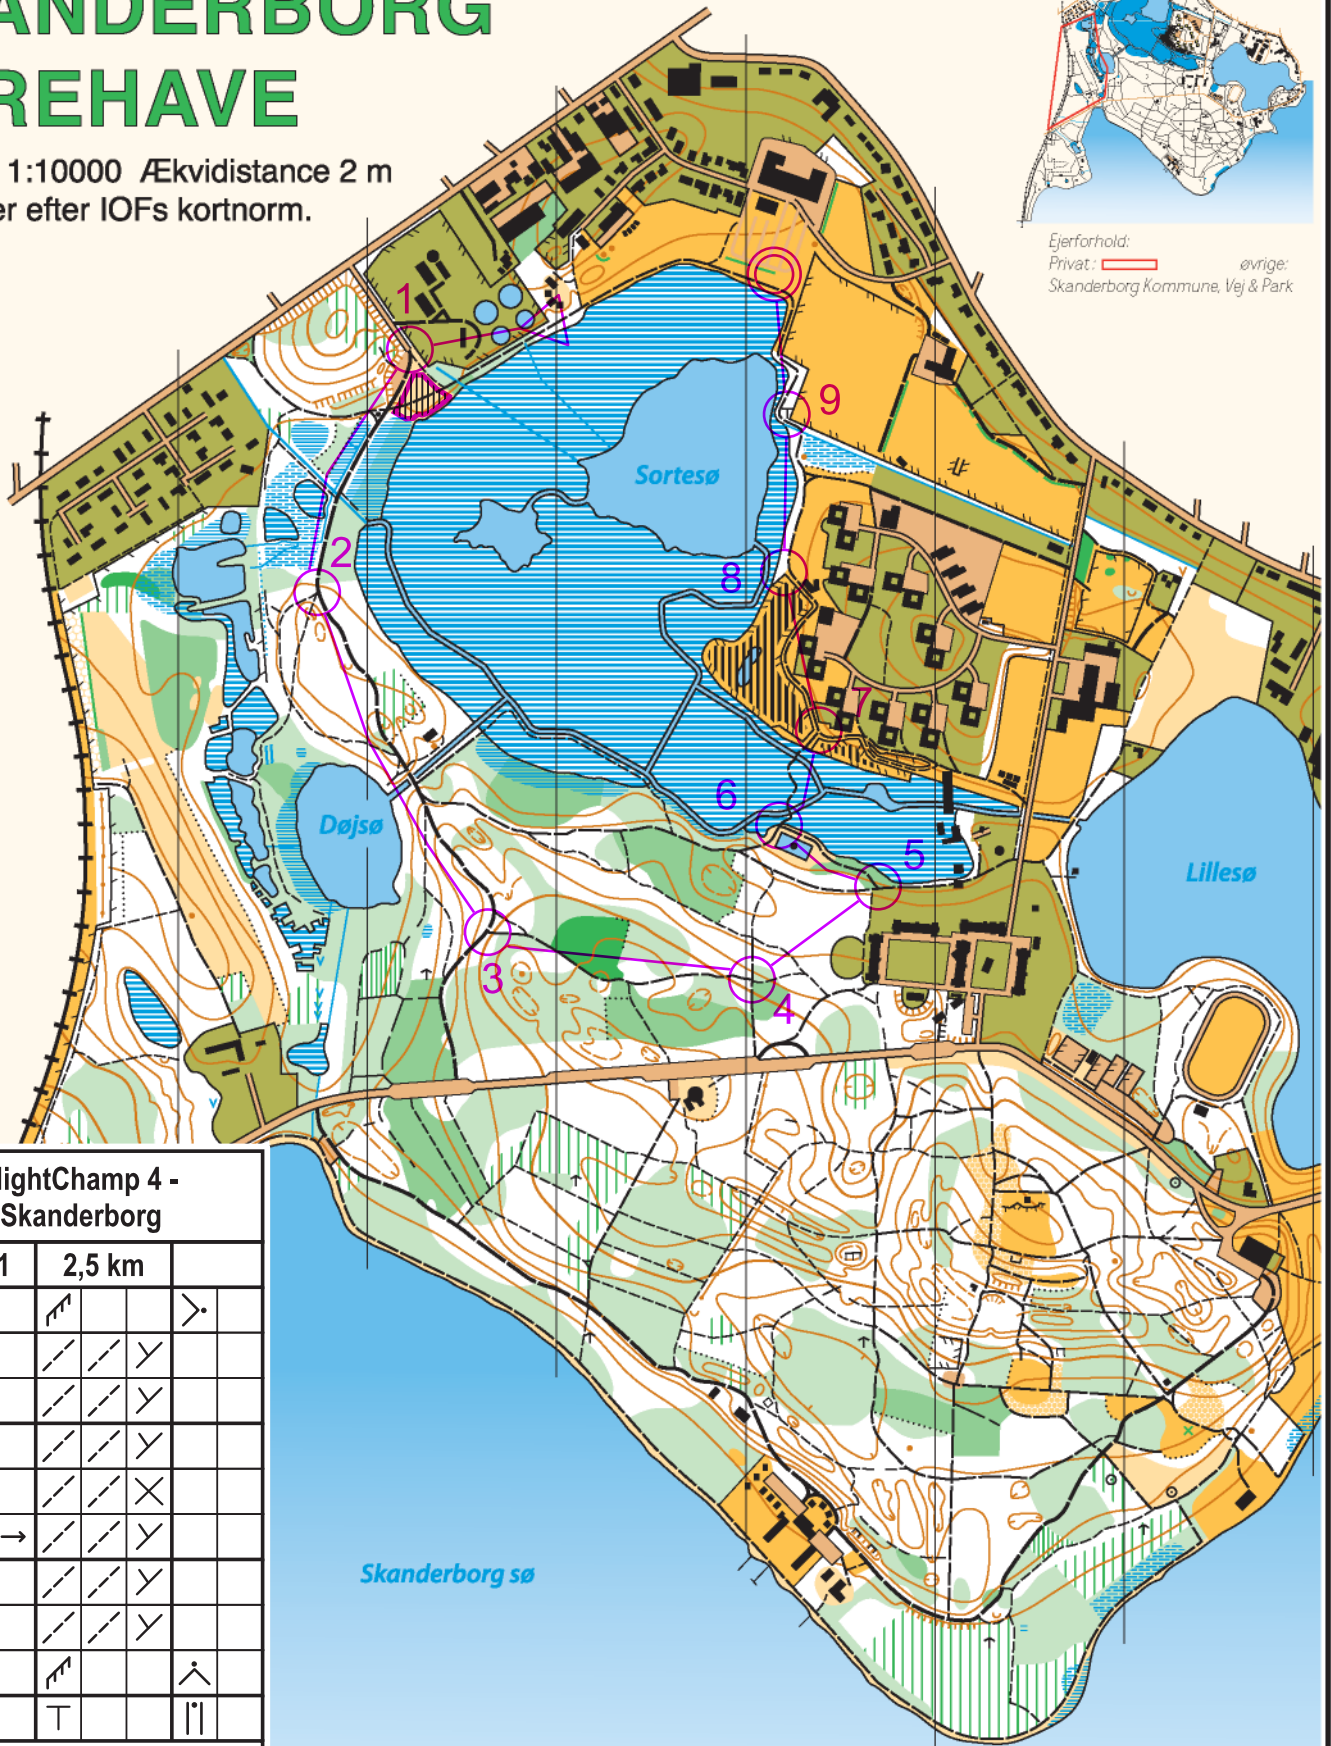 ANDERBORG
REHAVE
1:10000 Ækvidistance 2 m
er efter IOFs kortnorm.
Ejerforhold:
Privat: øvrige:
Skanderborg Kommune, Vej & Park
1
9
Sortesø
2
8
7
6
Døjsø
5
Lillesø
3
4
lightChamp 4 -
Skanderborg
1 2,5 km
Skanderborg sø